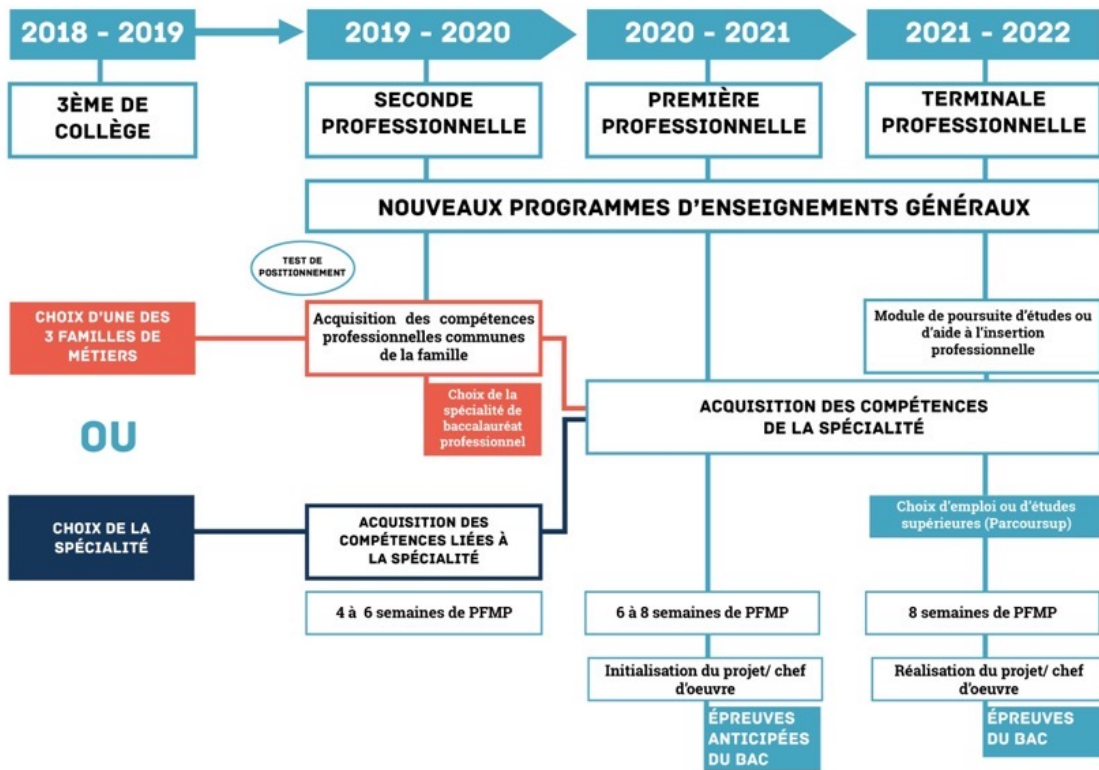 2018 - 2019
2019 - 2020
2020 - 2021
2021 - 2022
3ÈME DE
COLLÈGE
SECONDE
PROFESSIONNELLE
PREMIÈRE
PROFESSIONNELLE
TERMINALE
PROFESSIONNELLE
NOUVEAUX PROGRAMMES D'ENSEIGNEMENTS GÉNÉRAUX
TEST DE
POSITIONNEMENT
CHOIX D'UNE DES
3 FAMILLES DE
MÉTIERS
Acquisition des compétences
professionnelles communes
de la famille
Module de poursuite d'études ou
d'aide à l'insertion
professionnelle
Choix de la
spécialité de
baccalauréat
professionnel
ACQUISITION DES COMPÉTENCES
DE LA SPÉCIALITÉ
OU
CHOIX DE LA
SPÉCIALITÉ
ACQUISITION DES
COMPÉTENCES LIÉES À
LA SPÉCIALITÉ
Choix d'emploi ou d'études
supérieures (Parcoursup)
4 à 6 semaines de PFMP
6 à 8 semaines de PFMP
8 semaines de PFMP
Initialisation du projet/ chef
d'oeuvre
Réalisation du projet/ chef
d'oeuvre
ÉPREUVES
ANTICIPÉES
DU BAC
ÉPREUVES
DU BAC